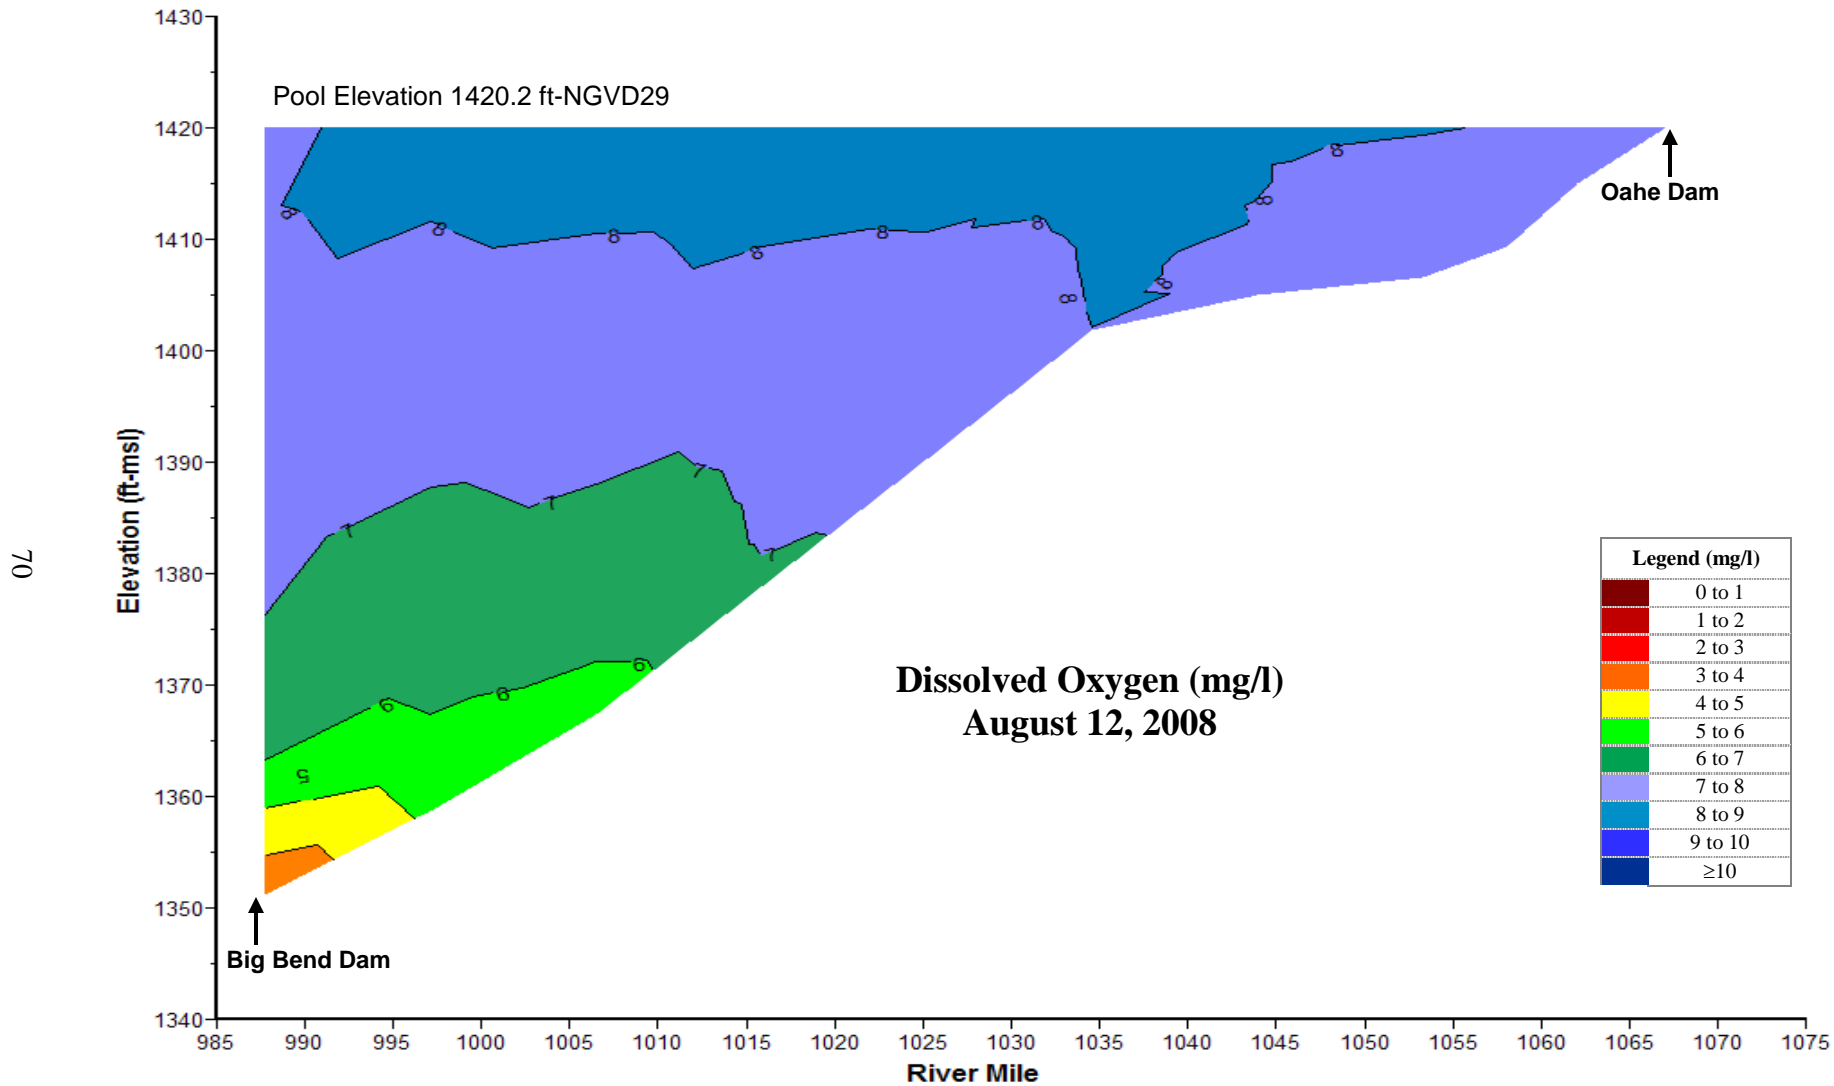 1430
Pool Elevation 1420.2 ft-NGVD29
1420
Oahe Dam
1410
1400
1390
1380
1370
1360
1350
1340
Elevation (ft-msl)
8
8
8
8
8
8
8
8
8
8
7
7
7
7
6
6
6
5
70
Dissolved Oxygen (mg/l)
August 12, 2008
Legend (mg/l)
0 to 1
1 to 2
2 to 3
3 to 4
4 to 5
5 to 6
6 to 7
7 to 8
8 to 9
9 to 10
≥10
Big Bend Dam
985 990 995 1000 1005 1010 1015 1020 1025 1030 1035 1040 1045 1050 1055 1060 1065 1070 1075
River Mile